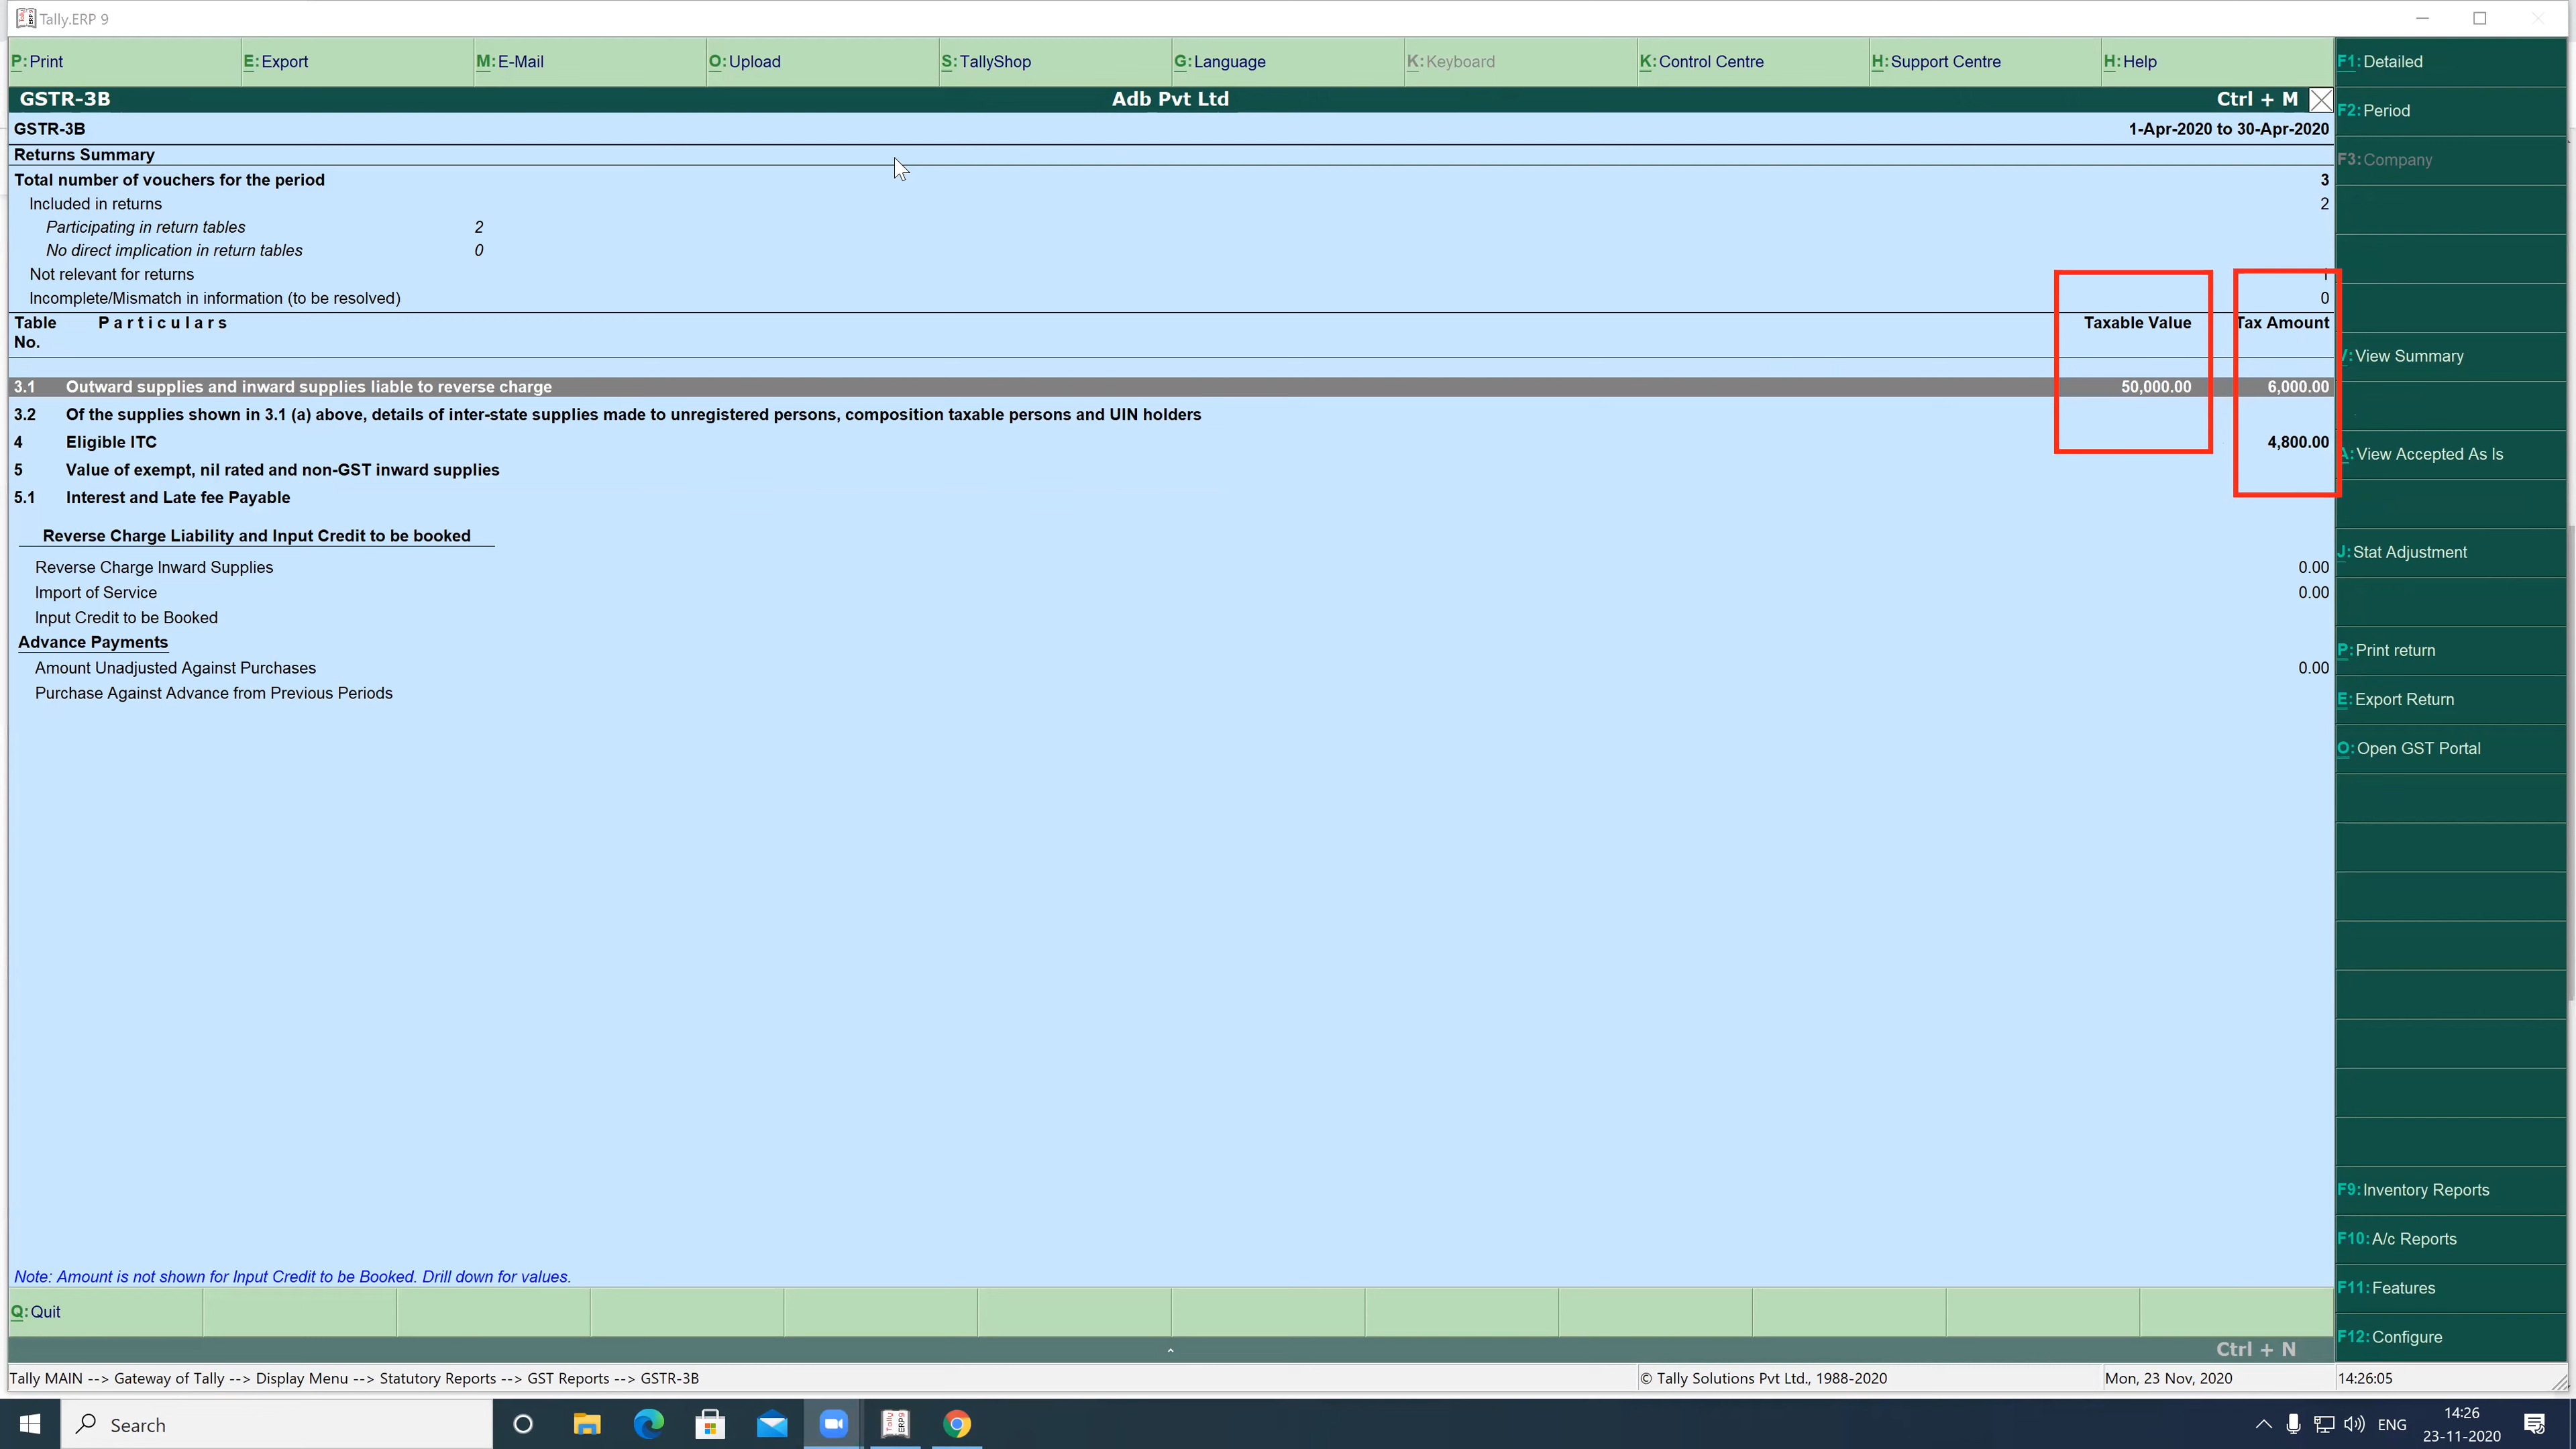 Tally.ERP 9
P: Print E: Export M: E-Mail O: Upload S: TallyShop G: Language K: Keyboard K: Control Centre H: Support Centre H: Help
GSTR-3B Adb Pvt Ltd Ctrl + M
GSTR-3B 1-Apr-2020 to 30-Apr-2020
Returns Summary
Total number of vouchers for the period 3
Included in returns 2
Participating in return tables 2
No direct implication in return tables 0
Not relevant for returns 1
Incomplete/Mismatch in information (to be resolved) 0
Table No. Particulars Taxable Value Tax Amount
3.1 Outward supplies and inward supplies liable to reverse charge 50,000.00 6,000.00
3.2 Of the supplies shown in 3.1 (a) above, details of inter-state supplies made to unregistered persons, composition taxable persons and UIN holders
4 Eligible ITC 4,800.00
5 Value of exempt, nil rated and non-GST inward supplies
5.1 Interest and Late fee Payable
Reverse Charge Liability and Input Credit to be booked
Reverse Charge Inward Supplies 0.00
Import of Service 0.00
Input Credit to be Booked
Advance Payments
Amount Unadjusted Against Purchases 0.00
Purchase Against Advance from Previous Periods
Note: Amount is not shown for Input Credit to be Booked. Drill down for values.
Q: Quit
Ctrl + N
F1: Detailed
F2: Period
F3: Company
V: View Summary
A: View Accepted As Is
J: Stat Adjustment
P: Print return
E: Export Return
O: Open GST Portal
F9: Inventory Reports
F10: A/c Reports
F11: Features
F12: Configure
Tally MAIN --> Gateway of Tally --> Display Menu --> Statutory Reports --> GST Reports --> GSTR-3B © Tally Solutions Pvt Ltd., 1988-2020 Mon, 23 Nov, 2020 14:26:05
Search Tally ERP9 ENG 14:26
23-11-2020